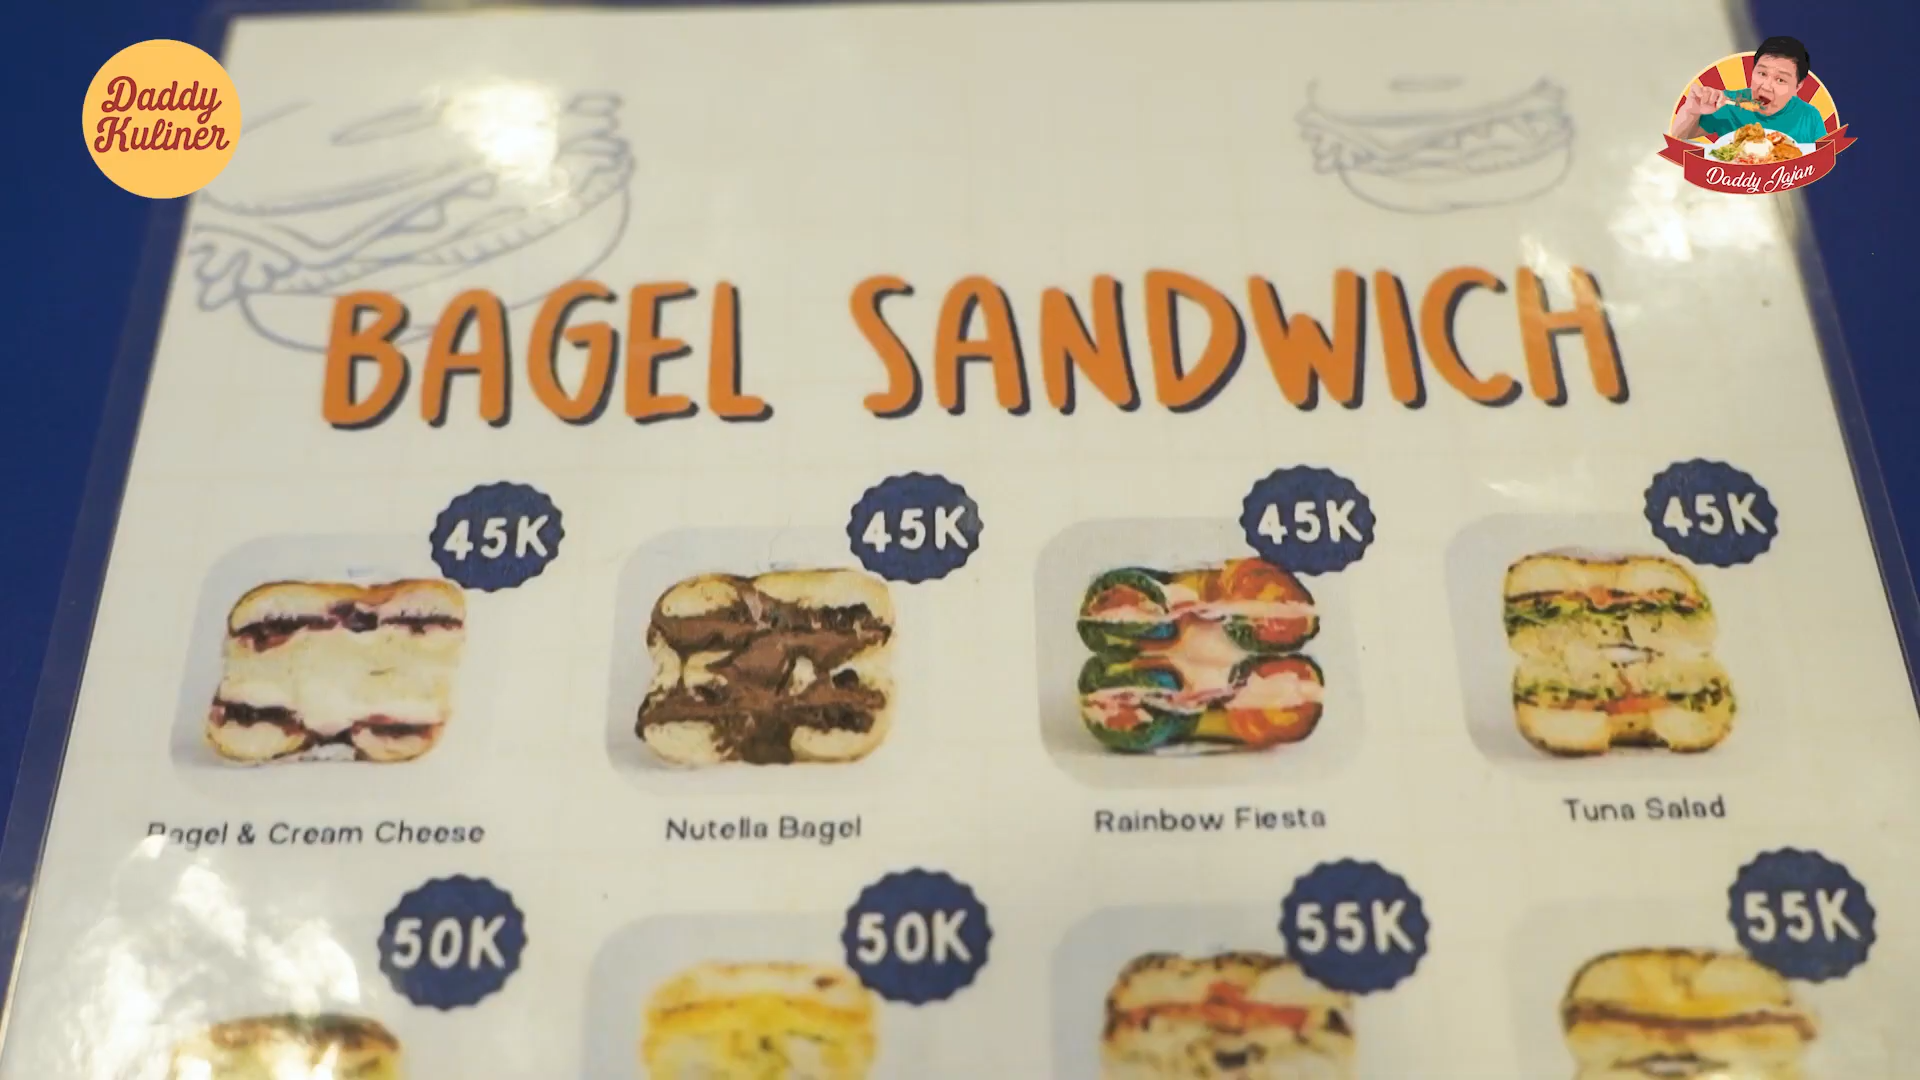 Daddy
Kuliner
Daddy Jajan
BAGEL SANDWICH
45K
45K
45K
45K
Bagel & Cream Cheese
Nutella Bagel
Rainbow Fiesta
Tuna Salad
50K
50K
55K
55K